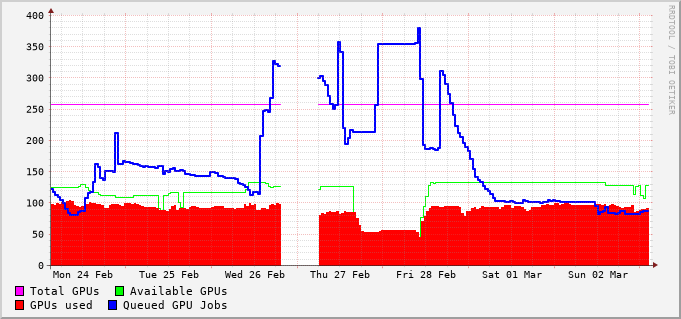 400
350
300
250
200
150
100
50
0
Mon 24 Feb Tue 25 Feb Wed 26 Feb Thu 27 Feb Fri 28 Feb Sat 01 Mar Sun 02 Mar
Total GPUs Available GPUs
GPUs used Queued GPU Jobs
RRDTOOL / TOBI OETIKER